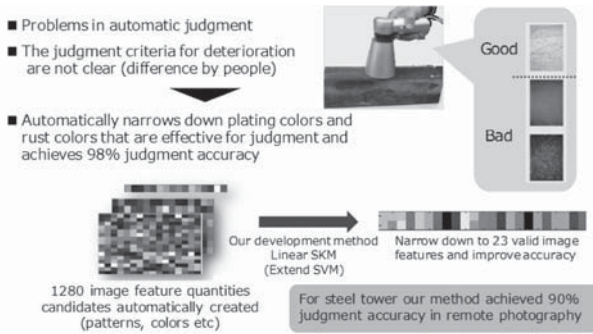 ■ Problems in automatic judgment
■ The judgment criteria for deterioration
are not clear (difference by people)
Good
Bad
■ Automatically narrows down plating colors and
rust colors that are effective for judgment and
achieves 98% judgment accuracy
Our development method
Linear SKM
(Extend SVM)
Narrow down to 23 valid image
features and improve accuracy
1280 image feature quantities
candidates automatically created
(patterns, colors etc)
For steel tower our method achieved 90%
judgment accuracy in remote photography